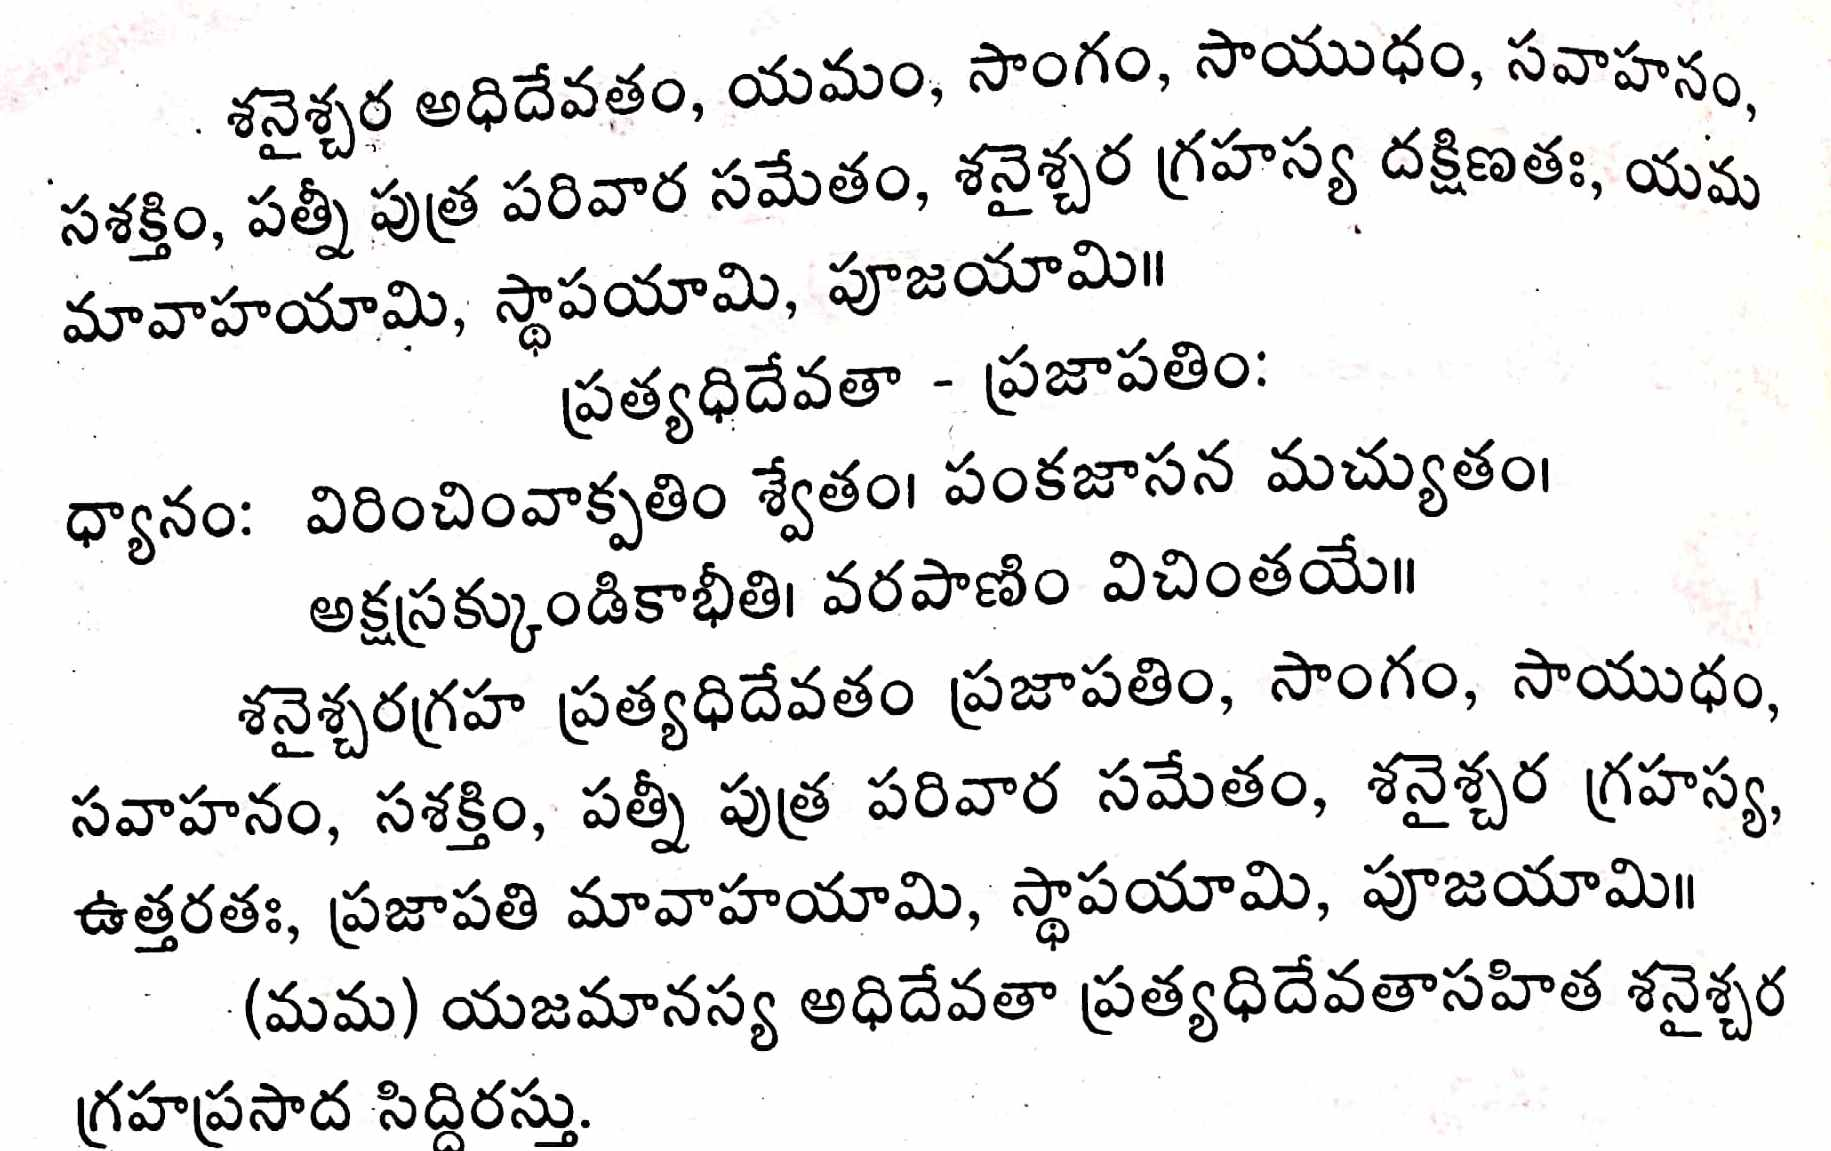 శనైశ్చర అధిదేవతం, యమం, సాంగం, సాయుధం, సవాహనం,
సశక్తిం, పత్నీ పుత్ర పరివార సమేతం, శనైశ్చర గ్రహస్య దక్షిణతః, యమ
మావాహయామి, స్థాపయామి, పూజయామి॥
ప్రత్యధిదేవతా - ప్రజాపతిం:
ధ్యానం: విరించింవాక్పతిం శ్వేతం। పంకజాసన మచ్యుతం।
అక్షస్రక్కుండికాభీతి। వరపాణిం విచింతయే॥
శనైశ్చరగ్రహ ప్రత్యధిదేవతం ప్రజాపతిం, సాంగం, సాయుధం,
సవాహనం, సశక్తిం, పత్నీ పుత్ర పరివార సమేతం, శనైశ్చర గ్రహస్య,
ఉత్తరతః, ప్రజాపతి మావాహయామి, స్థాపయామి, పూజయామి॥
(మమ) యజమానస్య అధిదేవతా ప్రత్యధిదేవతాసహిత శనైశ్చర
గ్రహప్రసాద సిద్ధిరస్తు.